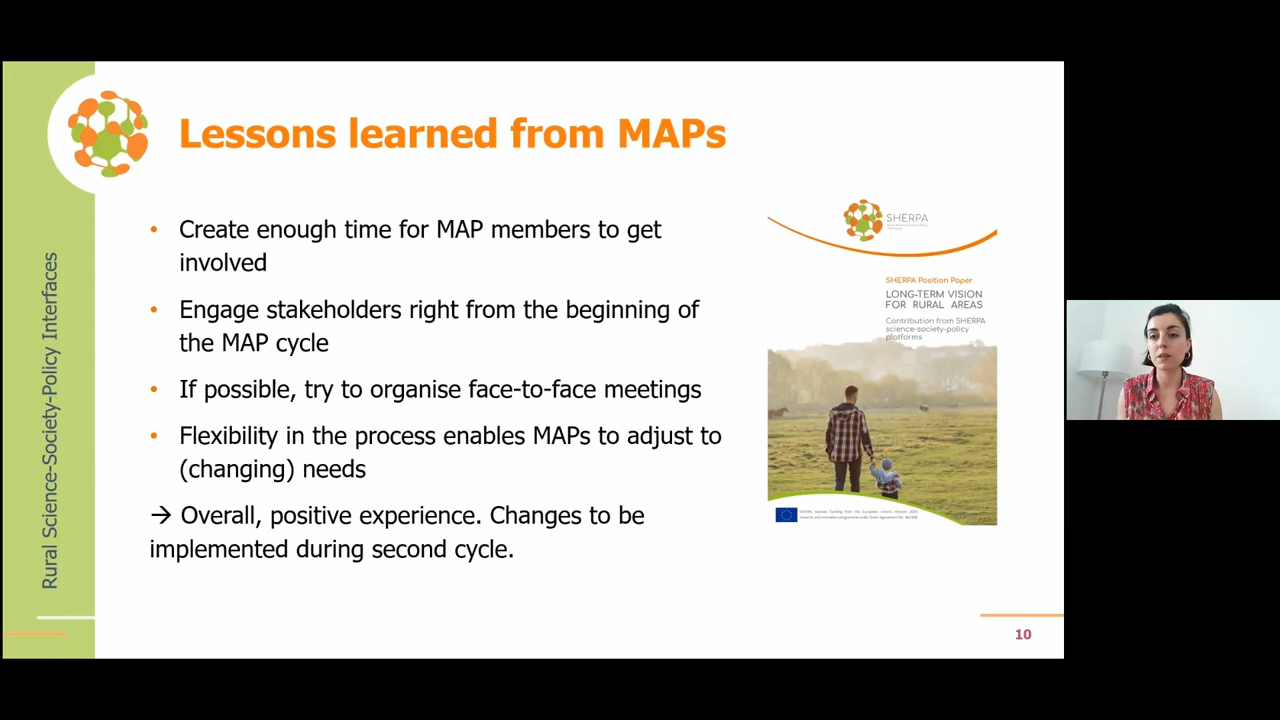 Lessons learned from MAPs
Rural Science-Society-Policy Interfaces
• Create enough time for MAP members to get
involved
• Engage stakeholders right from the beginning of
the MAP cycle
• If possible, try to organise face-to-face meetings
• Flexibility in the process enables MAPs to adjust to
(changing) needs
→ Overall, positive experience. Changes to be
implemented during second cycle.
SHERPA
SHERPA Position Paper
LONG-TERM VISION
FOR RURAL AREAS
Contribution from SHERPA
science-society-policy
platforms
10